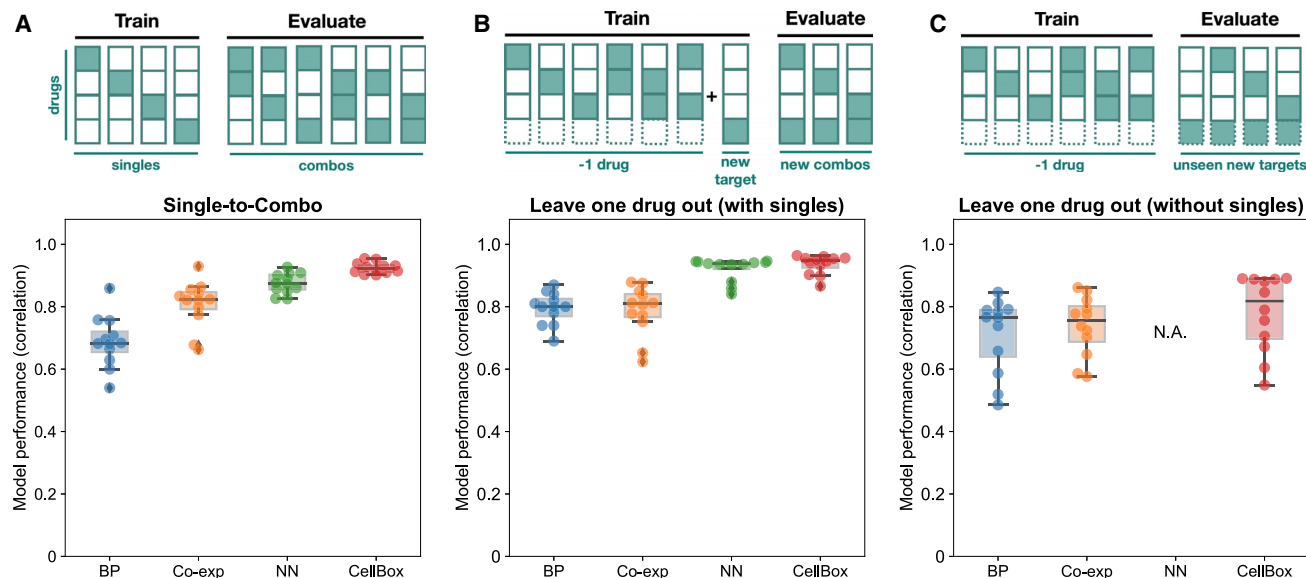 A
Train
Evaluate
drugs
singles
combos
Single-to-Combo
Model performance (correlation)
1.0
0.8
0.6
0.4
0.2
0
BP
Co-exp
NN
CellBox
B
Train
Evaluate
+
-1 drug
new
target
new combos
Leave one drug out (with singles)
Model performance (correlation)
1.0
0.8
0.6
0.4
0.2
0
BP
Co-exp
NN
CellBox
C
Train
Evaluate
-1 drug
unseen new targets
Leave one drug out (without singles)
Model performance (correlation)
1.0
0.8
0.6
0.4
0.2
0
N.A.
BP
Co-exp
NN
CellBox